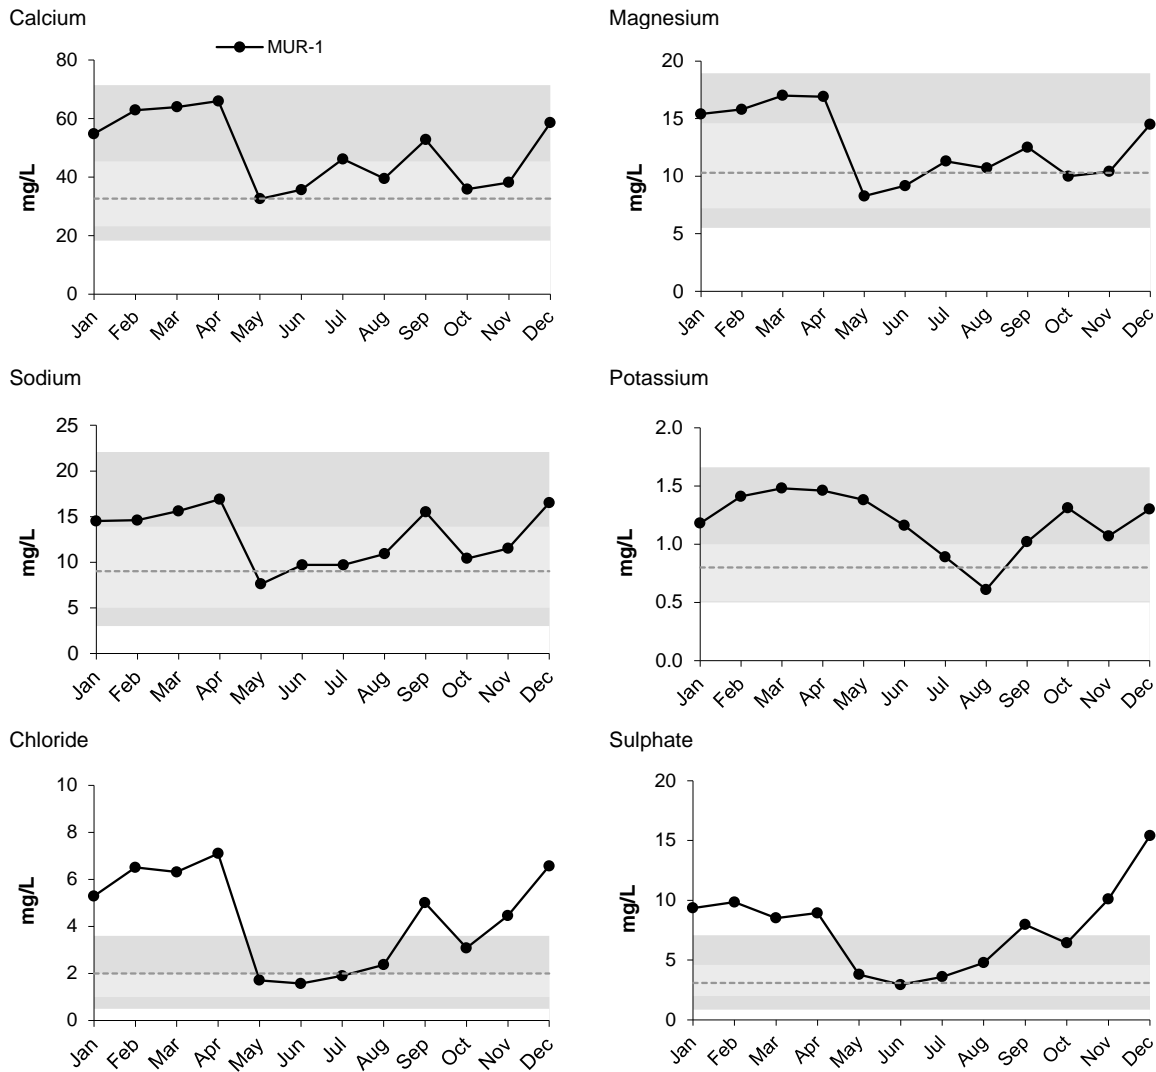 Calcium
MUR-1
mg/L
80
60
40
20
0
Jan Feb Mar Apr May Jun Jul Aug Sep Oct Nov Dec
Magnesium
mg/L
20
15
10
5
0
Jan Feb Mar Apr May Jun Jul Aug Sep Oct Nov Dec
Sodium
mg/L
25
20
15
10
5
0
Jan Feb Mar Apr May Jun Jul Aug Sep Oct Nov Dec
Potassium
mg/L
2.0
1.5
1.0
0.5
0.0
Jan Feb Mar Apr May Jun Jul Aug Sep Oct Nov Dec
Chloride
mg/L
10
8
6
4
2
0
Jan Feb Mar Apr May Jun Jul Aug Sep Oct Nov Dec
Sulphate
mg/L
20
15
10
5
0
Jan Feb Mar Apr May Jun Jul Aug Sep Oct Nov Dec